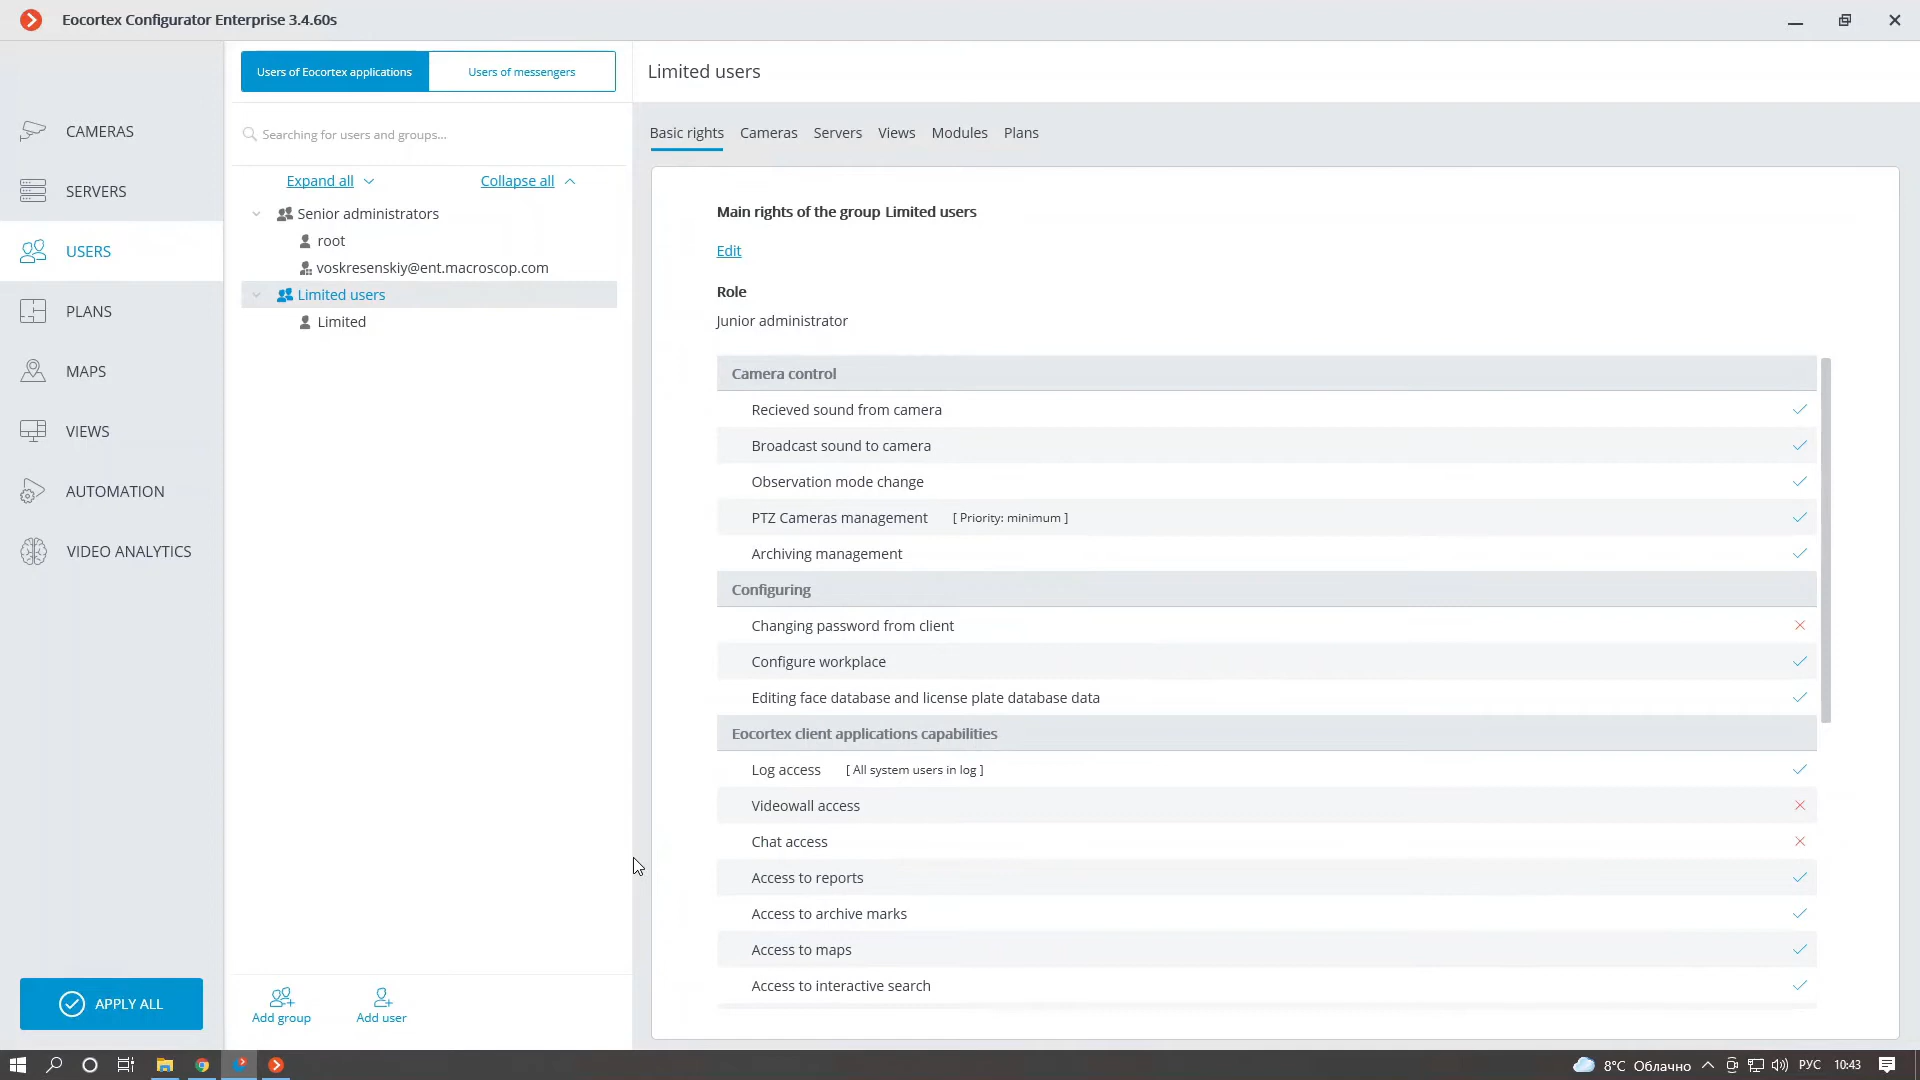 Eocortex Configurator Enterprise 3.4.60s
CAMERAS
SERVERS
USERS
PLANS
MAPS
VIEWS
AUTOMATION
VIDEO ANALYTICS
APPLY ALL
Users of Eocortex applications
Users of messengers
Searching for users and groups...
Expand all
Collapse all
Senior administrators
root
voskresenskiy@ent.macroscop.com
Limited users
Limited
Add group
Add user
Limited users
Basic rights
Cameras
Servers
Views
Modules
Plans
Main rights of the group Limited users
Edit
Role
Junior administrator
Camera control
Recieved sound from camera
Broadcast sound to camera
Observation mode change
PTZ Cameras management [ Priority: minimum ]
Archiving management
Configuring
Changing password from client
Configure workplace
Editing face database and license plate database data
Eocortex client applications capabilities
Log access [ All system users in log ]
Videowall access
Chat access
Access to reports
Access to archive marks
Access to maps
Access to interactive search
8°C Облачно
РУС
10:43